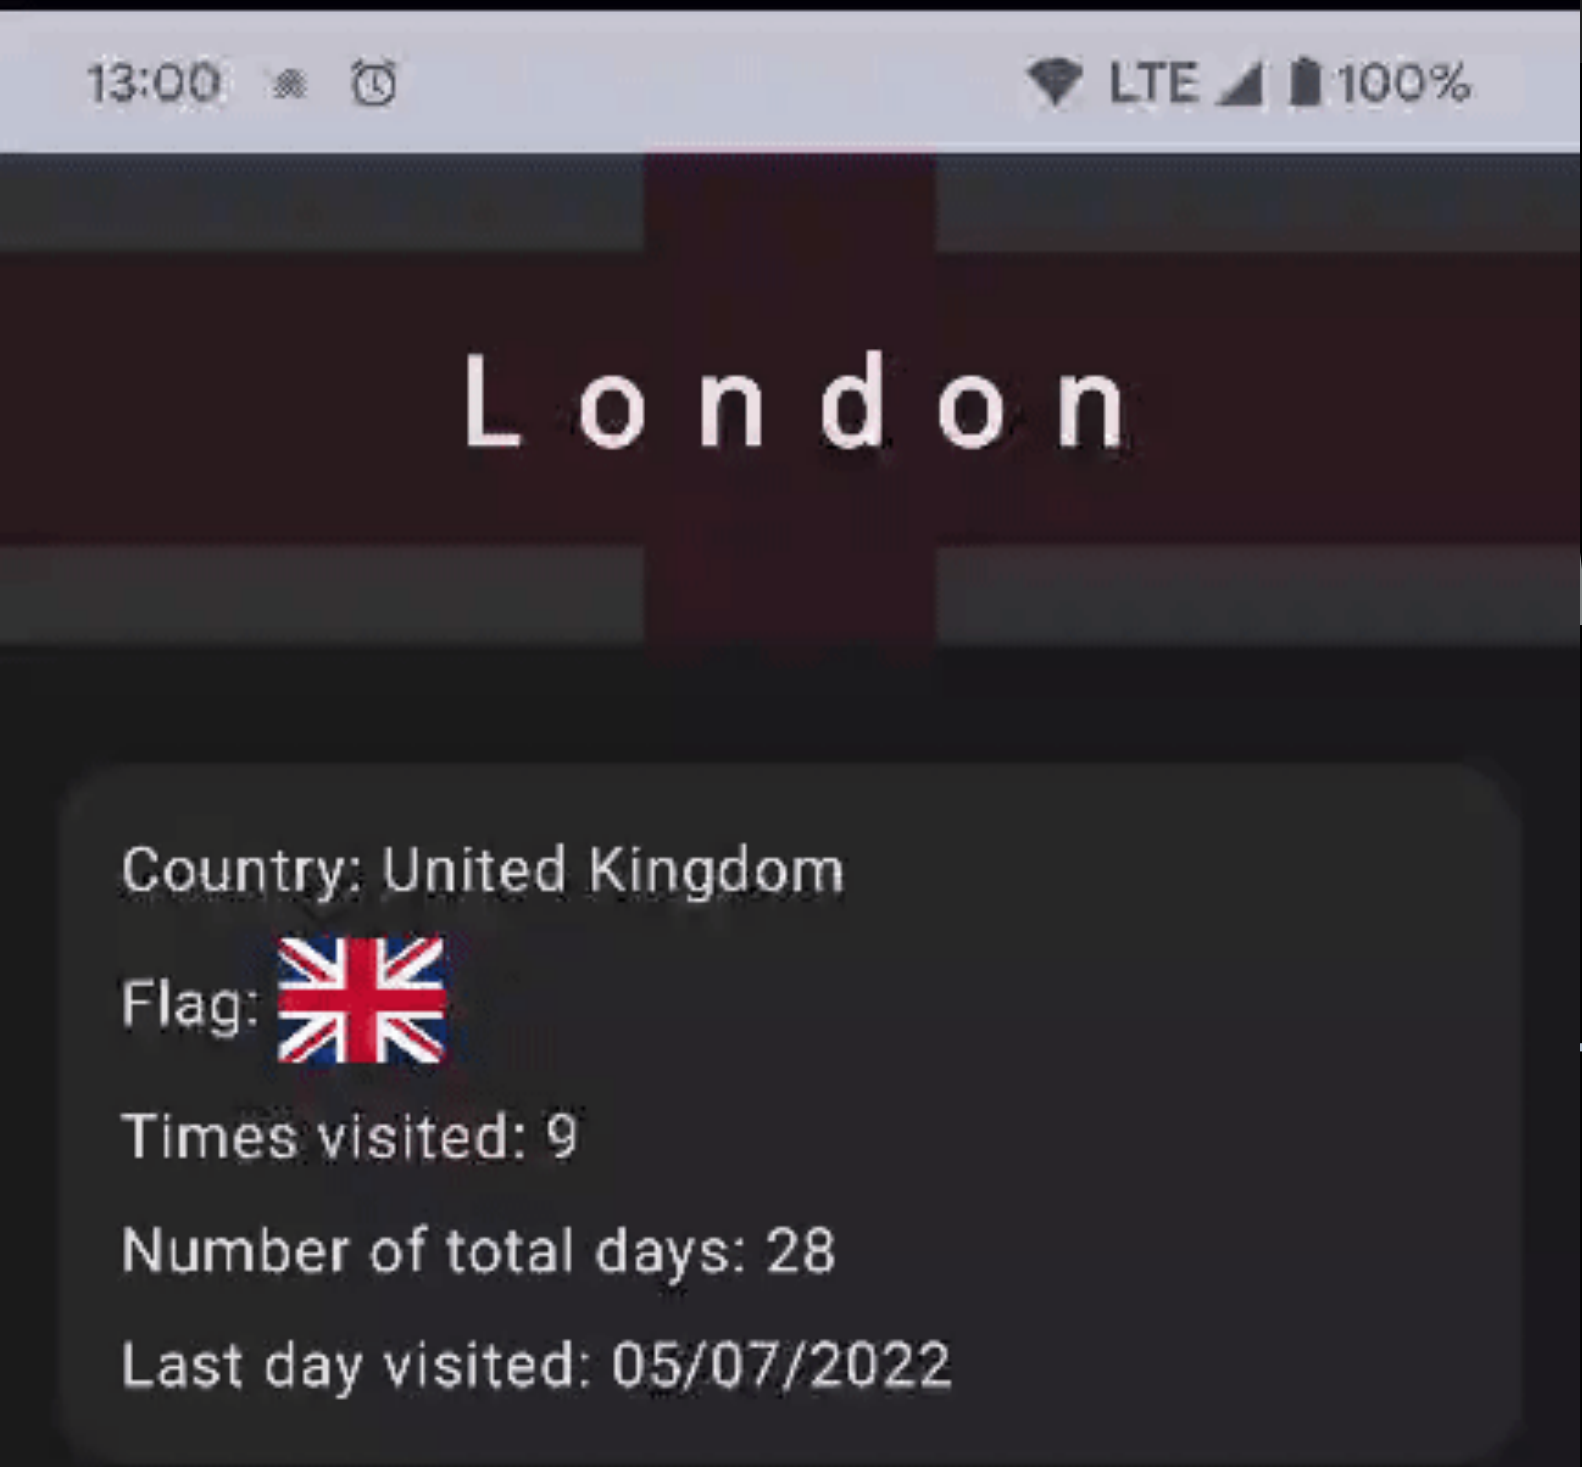 13:00 LTE 100%
London
Country: United Kingdom
Flag:
Times visited: 9
Number of total days: 28
Last day visited: 05/07/2022